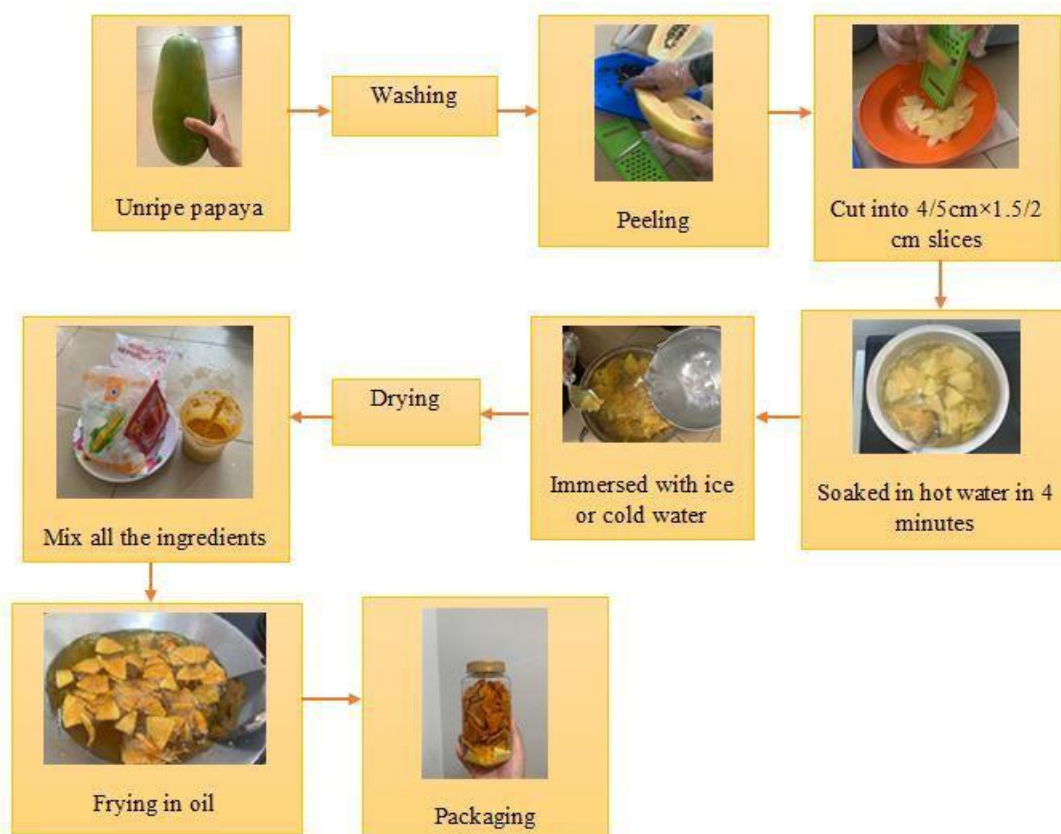 Unripe papaya
Washing
Peeling
Cut into 4/5cm×1.5/2
cm slices
Soaked in hot water in 4
minutes
Immersed with ice
or cold water
Drying
Mix all the ingredients
Frying in oil
Packaging